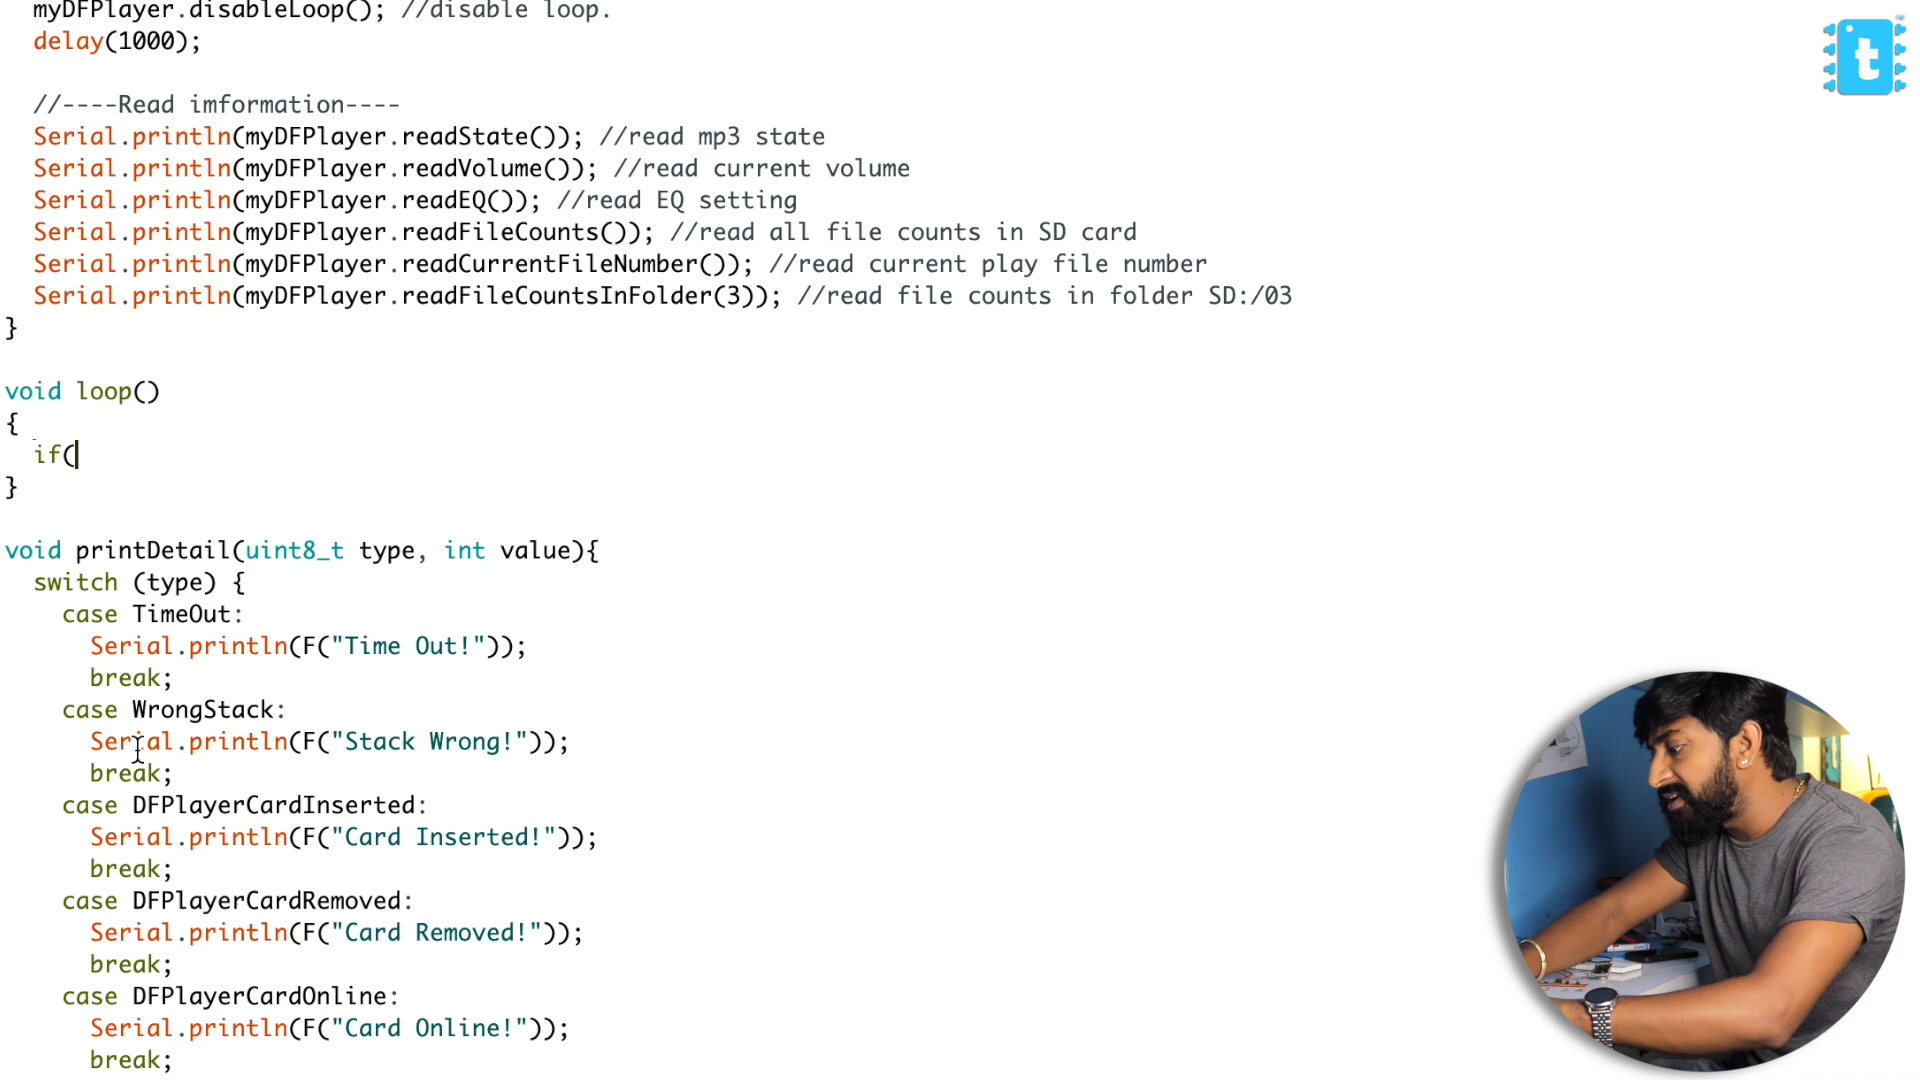 myDFPlayer.disableLoop(); //disable loop.
delay(1000);
//----Read imformation----
Serial.println(myDFPlayer.readState()); //read mp3 state
Serial.println(myDFPlayer.readVolume()); //read current volume
Serial.println(myDFPlayer.readEQ()); //read EQ setting
Serial.println(myDFPlayer.readFileCounts()); //read all file counts in SD card
Serial.println(myDFPlayer.readCurrentFileNumber()); //read current play file number
Serial.println(myDFPlayer.readFileCountsInFolder(3)); //read file counts in folder SD:/03
}
void loop()
{
if(
}
void printDetail(uint8_t type, int value){
switch (type) {
case TimeOut:
Serial.println(F("Time Out!"));
break;
case WrongStack:
Serial.println(F("Stack Wrong!"));
break;
case DFPlayerCardInserted:
Serial.println(F("Card Inserted!"));
break;
case DFPlayerCardRemoved:
Serial.println(F("Card Removed!"));
break;
case DFPlayerCardOnline:
Serial.println(F("Card Online!"));
break;
t